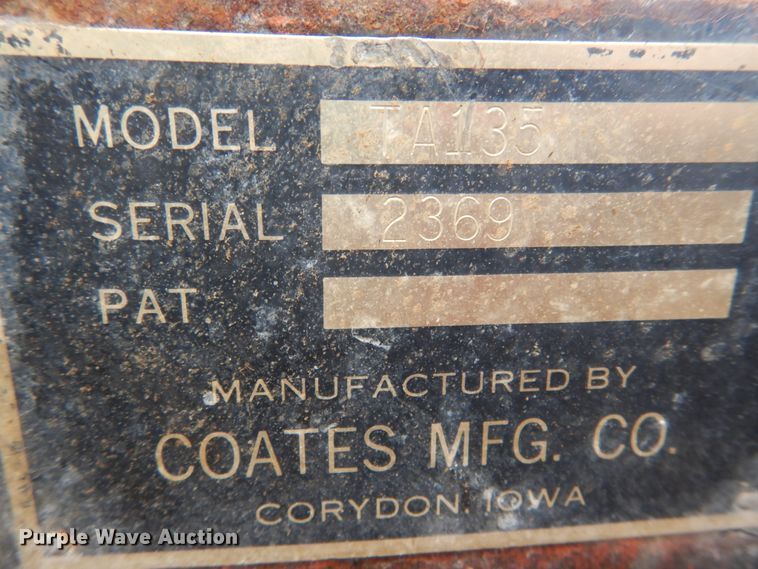 MODEL TA135
SERIAL 2369
PAT.
MANUFACTURED BY
COATES MFG. CO.
CORYDON, IOWA
Purple Wave Auction